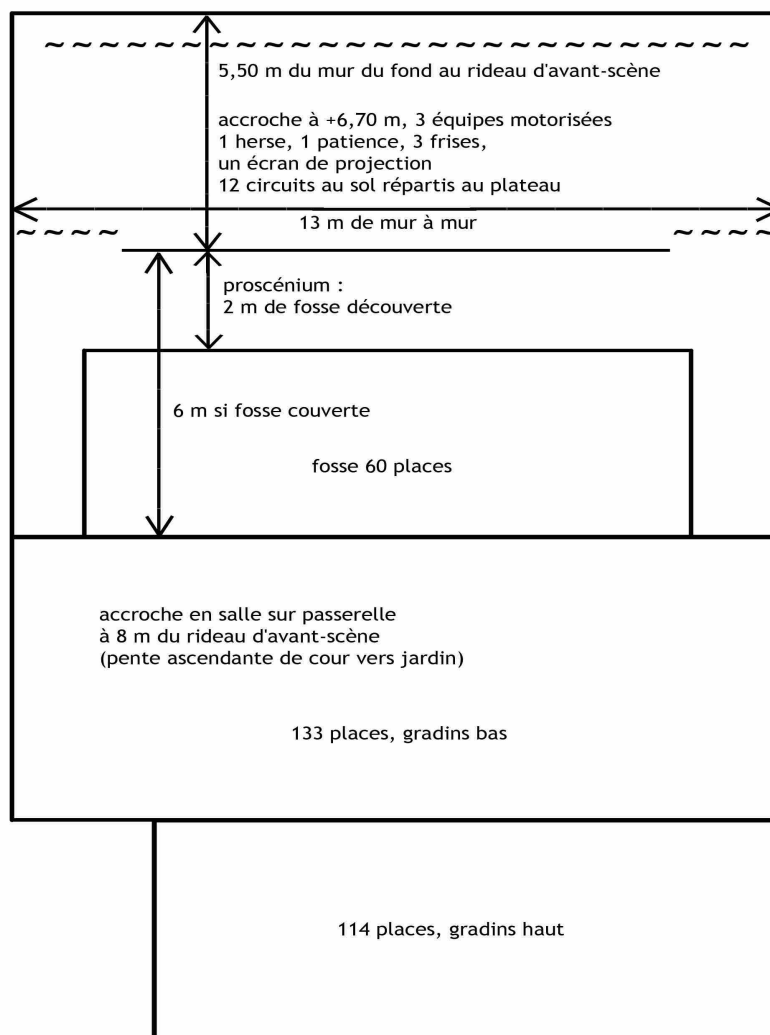 5,50 m du mur du fond au rideau d'avant-scène
accroche à +6,70 m, 3 équipes motorisées
1 herse, 1 patience, 3 frises,
un écran de projection
12 circuits au sol répartis au plateau
13 m de mur à mur
proscénium :
2 m de fosse découverte
6 m si fosse couverte
fosse 60 places
accroche en salle sur passerelle
à 8 m du rideau d'avant-scène
(pente ascendante de cour vers jardin)
133 places, gradins bas
114 places, gradins haut